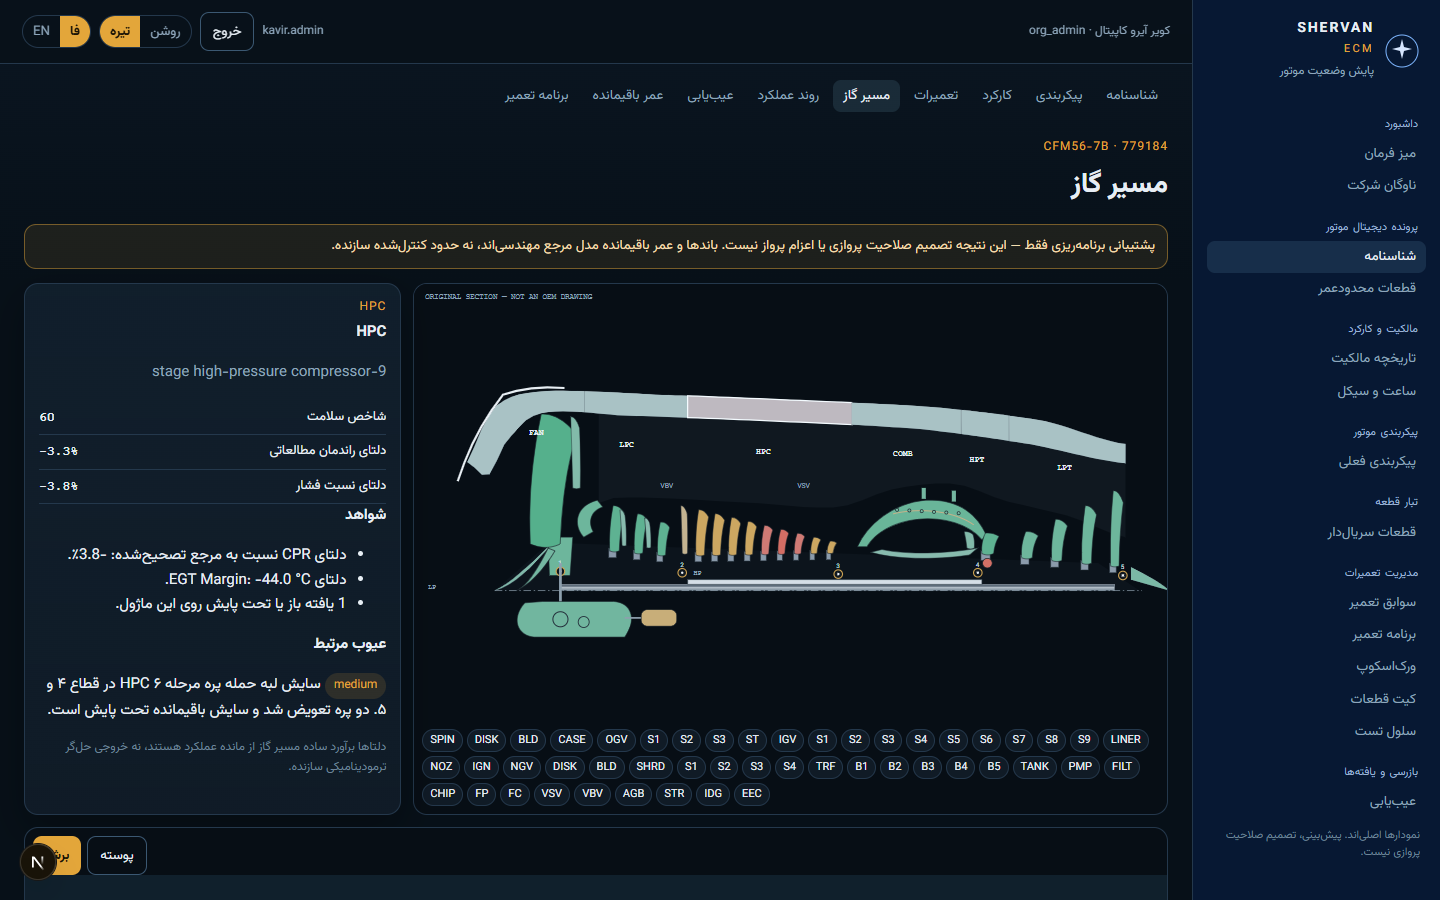 SHERVAN
ECM
پایش وضعیت موتور
داشبورد
میز فرمان
ناوگان شرکت
پرونده دیجیتال موتور
شناسنامه
قطعات محدودعمر
مالکیت و کارکرد
تاریخچه مالکیت
ساعت و سیکل
پیکربندی موتور
پیکربندی فعلی
تبار قطعه
قطعات سریال‌دار
مدیریت تعمیرات
سوابق تعمیر
برنامه تعمیر
ورک‌اسکوپ
کیت قطعات
سلول تست
بازرسی و یافته‌ها
عیب‌یابی
نمودارها اصلی‌اند. پیش‌بینی، تصمیم صلاحیت
پروازی نیست.
کویر آیرو کاپیتال · org_admin
kavir.admin
خروج
روشن
تیره
فا
EN
شناسنامه
پیکربندی
کارکرد
تعمیرات
مسیر گاز
روند عملکرد
عیب‌یابی
عمر باقیمانده
برنامه تعمیر
CFM56-7B · 779184
مسیر گاز
پشتیبانی برنامه‌ریزی فقط — این نتیجه تصمیم صلاحیت پروازی یا اعزام پرواز نیست. باندها و عمر باقیمانده مدل مرجع مهندسی‌اند، نه حدود کنترل‌شده سازنده.
ORIGINAL SECTION — NOT AN OEM DRAWING
FAN
LPC
HPC
COMB
HPT
LPT
VBV
VSV
2
HP
3
4
5
LP
SPIN DISK BLD CASE OGV S1 S2 S3 ST IGV S1 S2 S3 S4 S5 S6 S7 S8 S9 LINER
NOZ IGN NGV DISK BLD SHRD S1 S2 S3 S4 TRF B1 B2 B3 B4 B5 TANK PMP FILT
CHIP FP FC VSV VBV AGB STR IDG EEC
HPC
HPC
stage high-pressure compressor-9
شاخص سلامت 60
دلتای راندمان مطالعاتی -3.3%
دلتای نسبت فشار -3.8%
شواهد
دلتای CPR نسبت به مرجع تصحیح‌شده: -3.8٪.
دلتای EGT Margin: -44.0 °C.
1 یافته باز یا تحت پایش روی این ماژول.
عیوب مرتبط
medium سایش لبه حمله پره مرحله ۶ HPC در قطاع ۴ و
۵. دو پره تعویض شد و سایش باقیمانده تحت پایش است.
دلتاها برآورد ساده مسیر گاز از مانده عملکرد هستند، نه خروجی حل‌گر
ترمودینامیکی سازنده.
پوسته
N